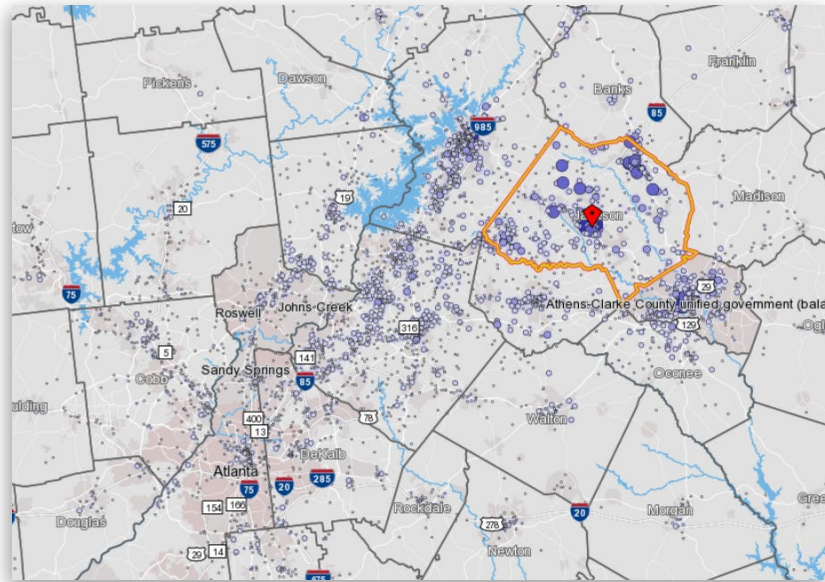 Franklin
Pickens
Dawson
Banks
85
985
575
19
Madison
20
75
Athens-Clarke County unified government (bala
29
Johns Creek
Roswell
316
129
141
5
Sandy Springs
Cobb
85
Oconee
ulding
78
Walton
400
13
DeKalb
Atlanta
285
75
20
154
166
Rockdale
Morgan
Douglas
20
278
Newton
29
14
675